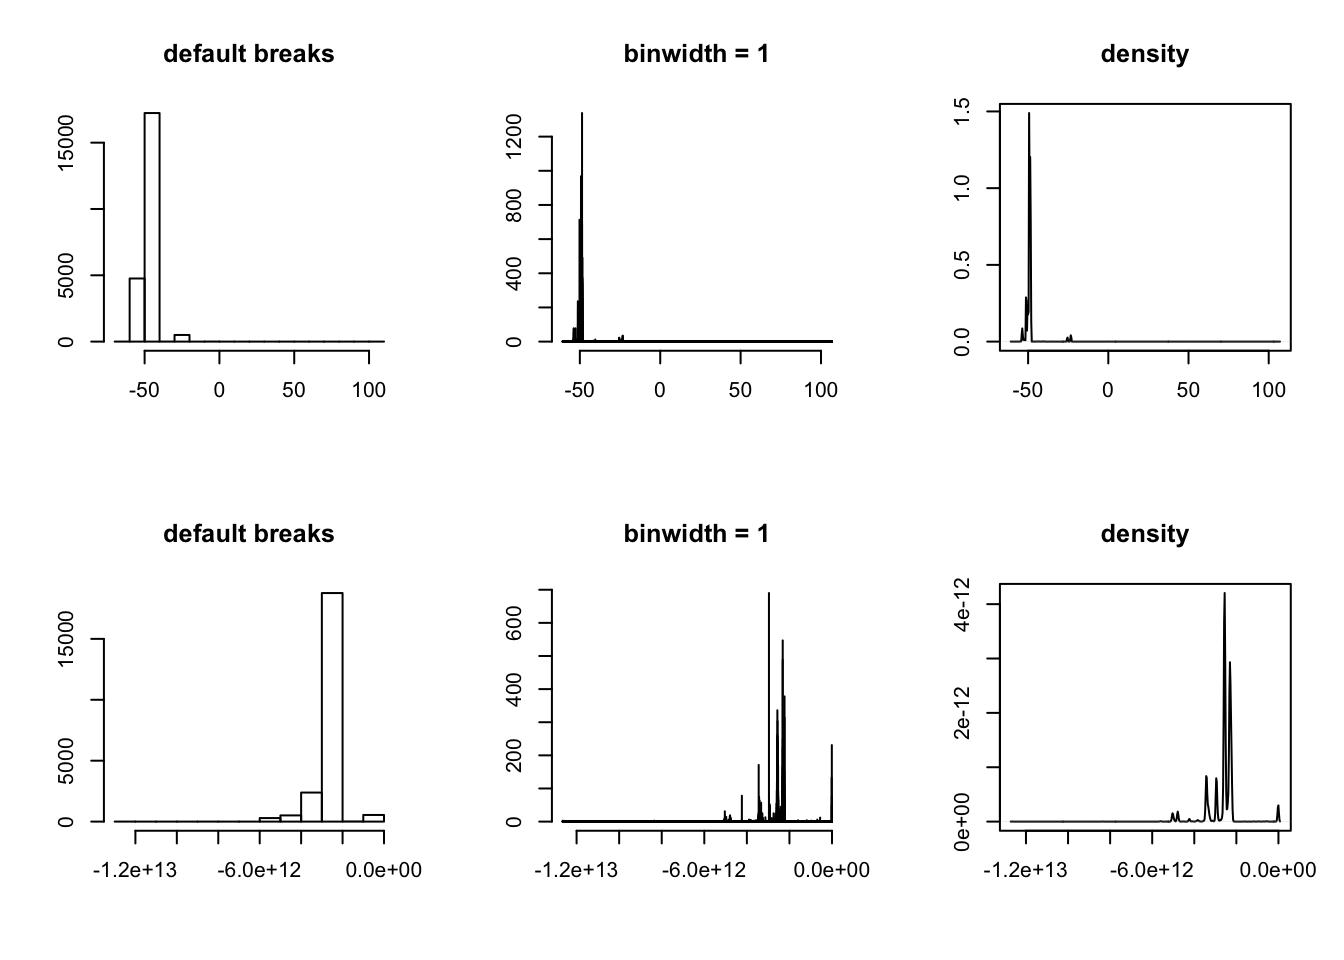 default breaks
15000
5000
0
-50 0 50 100
binwidth = 1
1200
800
400
0
-50 0 50 100
density
1.5
1.0
0.5
0.0
-50 0 50 100
default breaks
15000
5000
0
-1.2e+13 -6.0e+12 0.0e+00
binwidth = 1
600
400
200
0
-1.2e+13 -6.0e+12 0.0e+00
density
4e-12
2e-12
0e+00
-1.2e+13 -6.0e+12 0.0e+00